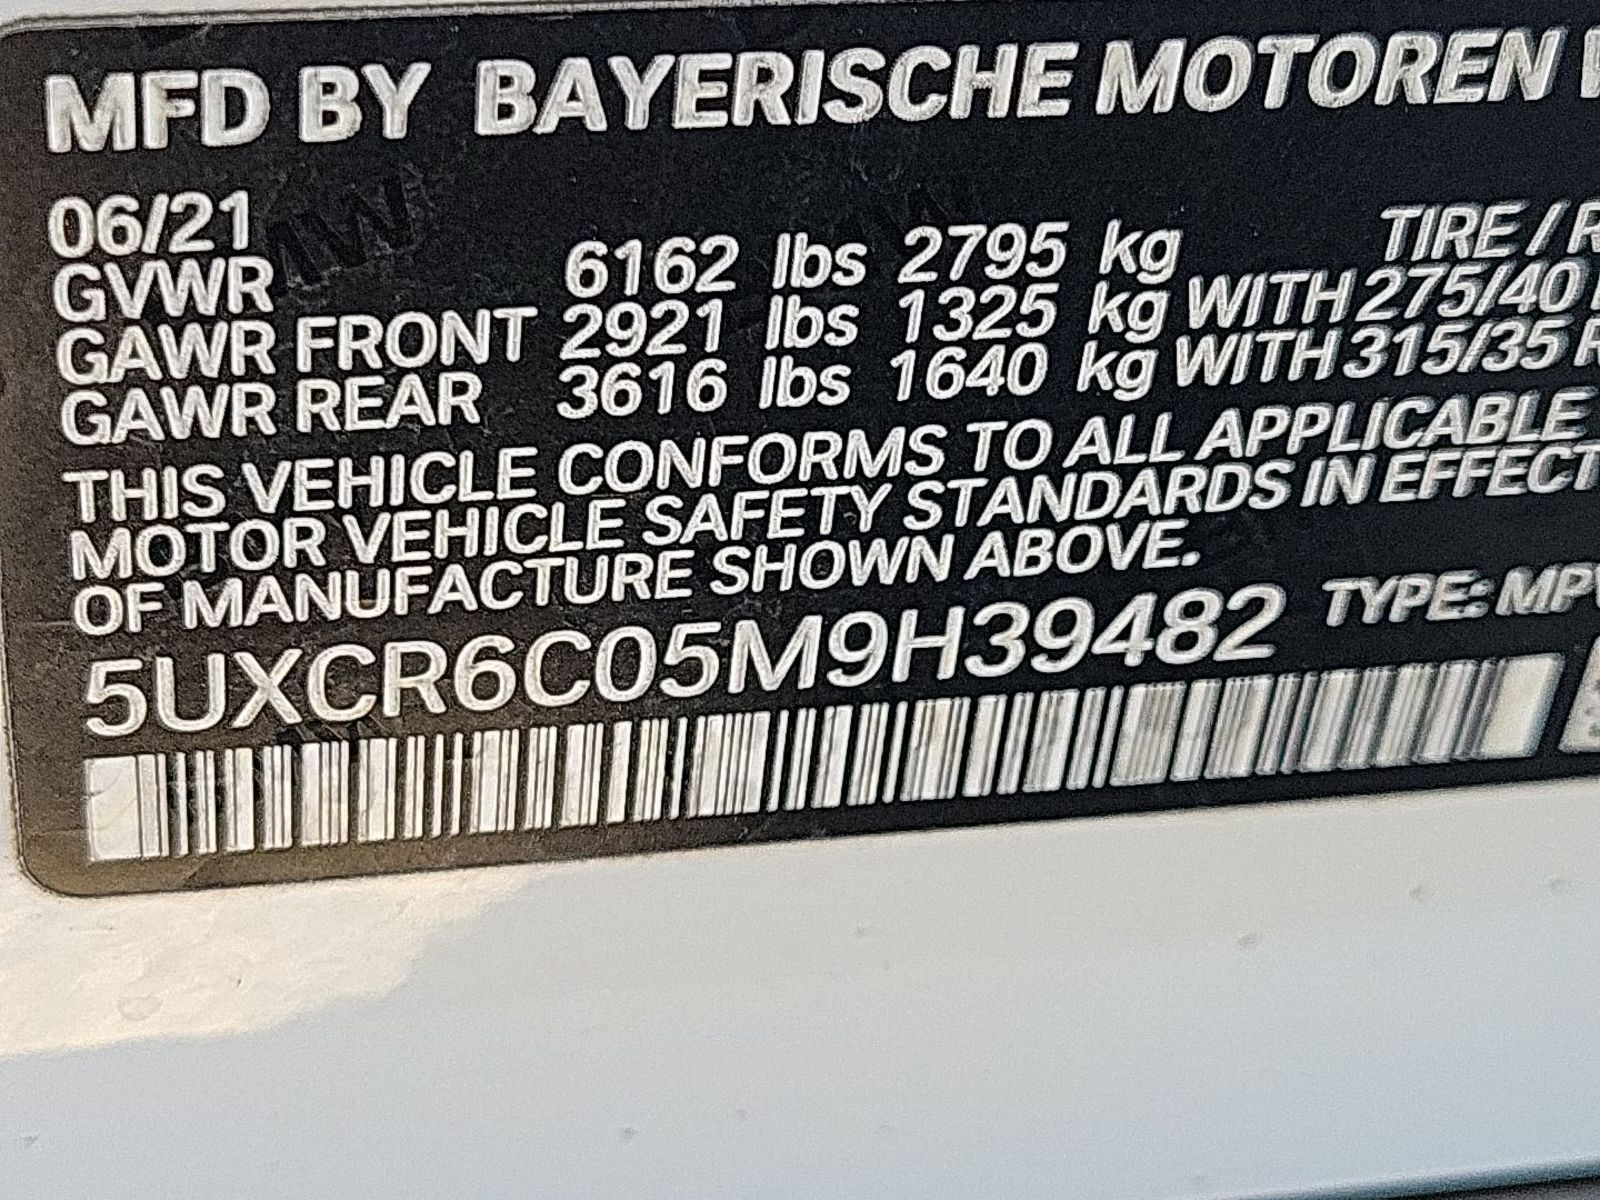 MFD BY BAYERISCHE MOTOREN
06/21
GVWR 6162 lbs 2795 kg TIRE /
GAWR FRONT 2921 lbs 1325 kg WITH 275/40
GAWR REAR 3616 lbs 1640 kg WITH 315/35 R
THIS VEHICLE CONFORMS TO ALL APPLICABLE
MOTOR VEHICLE SAFETY STANDARDS IN EFFECT
OF MANUFACTURE SHOWN ABOVE.
5UXCR6C05M9H39482 TYPE: MPV